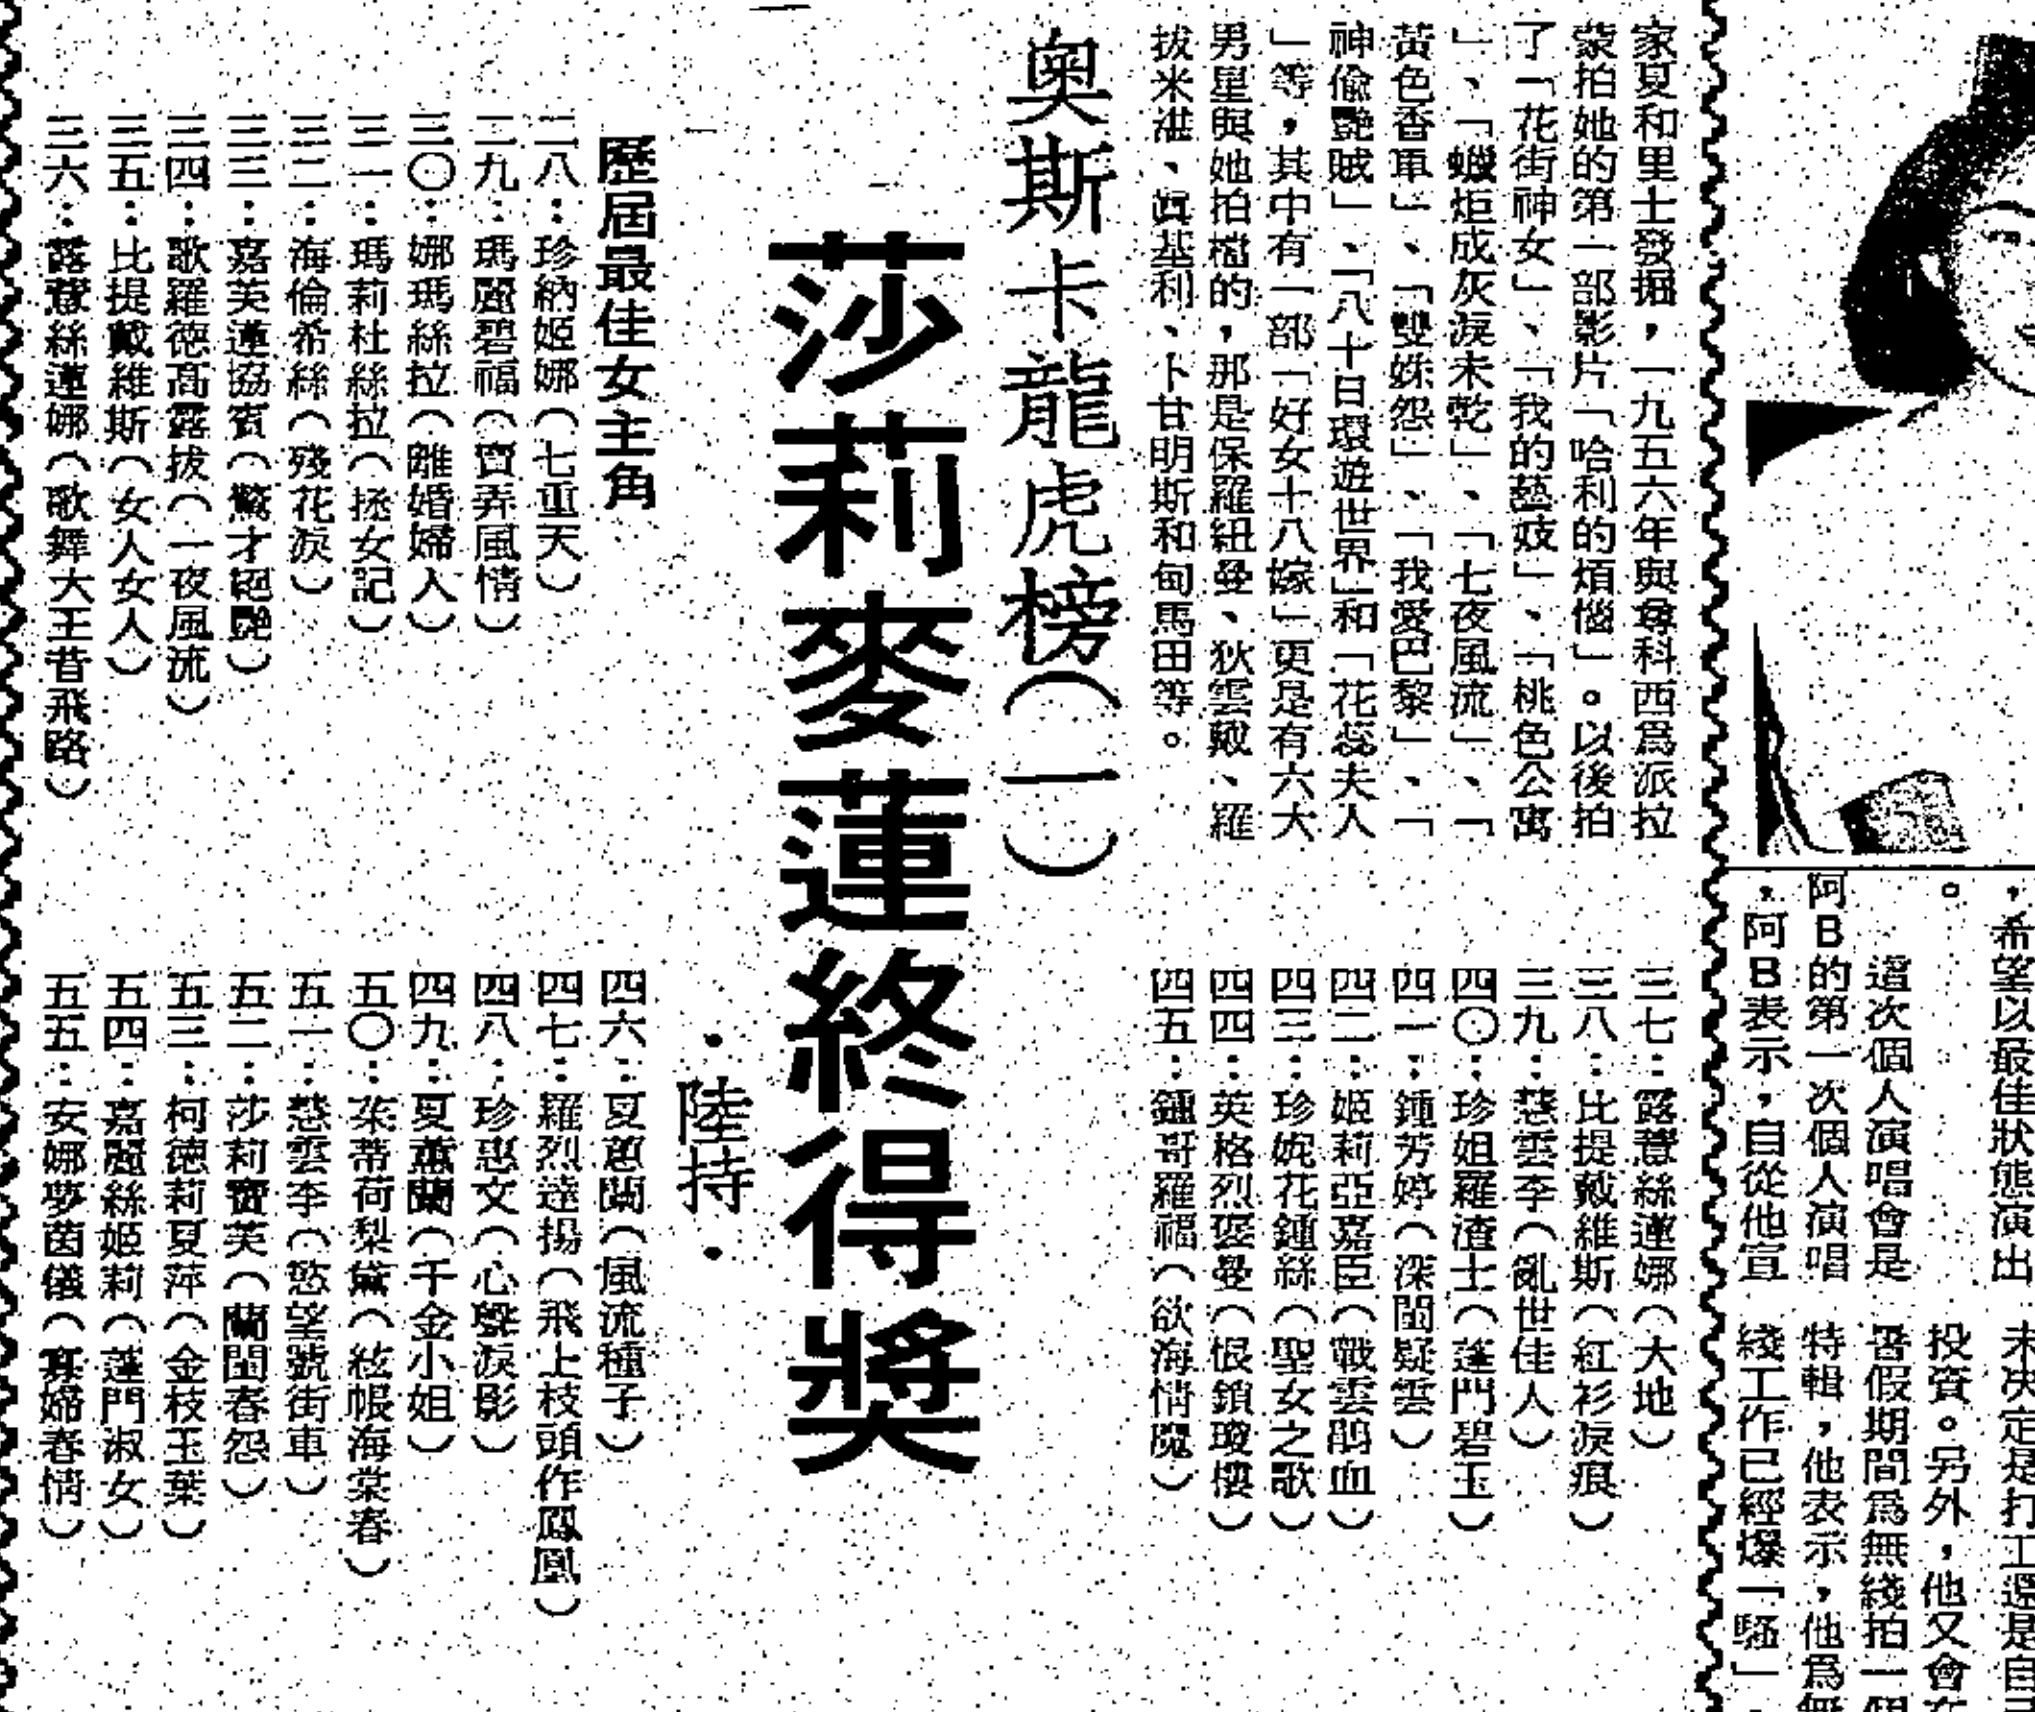 奧斯卡龍虎榜(一)
莎莉麥蓮終得獎
·陸持·
家夏和里士發掘,一九五六年與尋科西爲派拉
蒙拍她的第一部影片「哈利的煩惱」。以後拍
了「花街神女」、「我的藝妓」、「桃色公寓
」、「蠟炬成灰淚未乾」、「七夜風流」、「
黃色香車」、「雙姝怨」、「我愛巴黎」、「
神偷艷賊」、「八十日環遊世界」和「花蕊夫人
」等,其中有一部「好女十八嫁」更是有六大
男星與她拍檔的,那是保羅紐曼、狄雲戴、羅
拔米湛、眞基利、卜甘明斯和甸馬田等。
歷屆最佳女主角
二八:珍納姬娜(七重天)
二九:瑪麗碧福(賣弄風情)
三〇:娜瑪絲拉(離婚婦人)
三一:瑪莉杜絲拉(拯女記)
三二:海倫希絲(殘花淚)
三三:嘉芙蓮協賓(驚才絕艷)
三四:歌羅德高露拔(一夜風流)
三五:比提戴維斯(女人女人)
三六:露薏絲蓮娜(歌舞大王昔飛路)
三七:露薏絲蓮娜(大地)
三八:比提戴維斯(紅衫淚痕)
三九:慧雲李(亂世佳人)
四〇:珍姐羅渣士(蓬門碧玉)
四一:鍾芳婷(深閨疑雲)
四二:姬莉亞嘉臣(戰雲鵑血)
四三:珍妮花鍾絲(聖女之歌)
四四:英格烈褒曼(恨鎖瓊樓)
四五:鍾哥羅福(欲海情魔)
四六:夏蕙蘭(風流種子)
四七:羅烈達揚(飛上枝頭作鳳凰)
四八:珍惠文(心聲淚影)
四九:夏蕙蘭(千金小姐)
五〇:茱蒂荷梨黛(絃帳海棠春)
五一:慧雲李(慾望號街車)
五二:莎莉寶芙(蘭閨春怨)
五三:柯德莉夏萍(金枝玉葉)
五四:嘉麗絲姬莉(蓬門淑女)
五五:安娜夢茵儀(寡婦春情)
,希望以最佳狀態演出
。
這次個人演唱會是
阿B的第一次個人演唱
,阿B表示,自從他宣
未決定是打工還是自己
投資。另外,他又會在
暑假期間爲無綫拍一個
特輯,他表示,他爲無
綫工作已經爆「騷」,